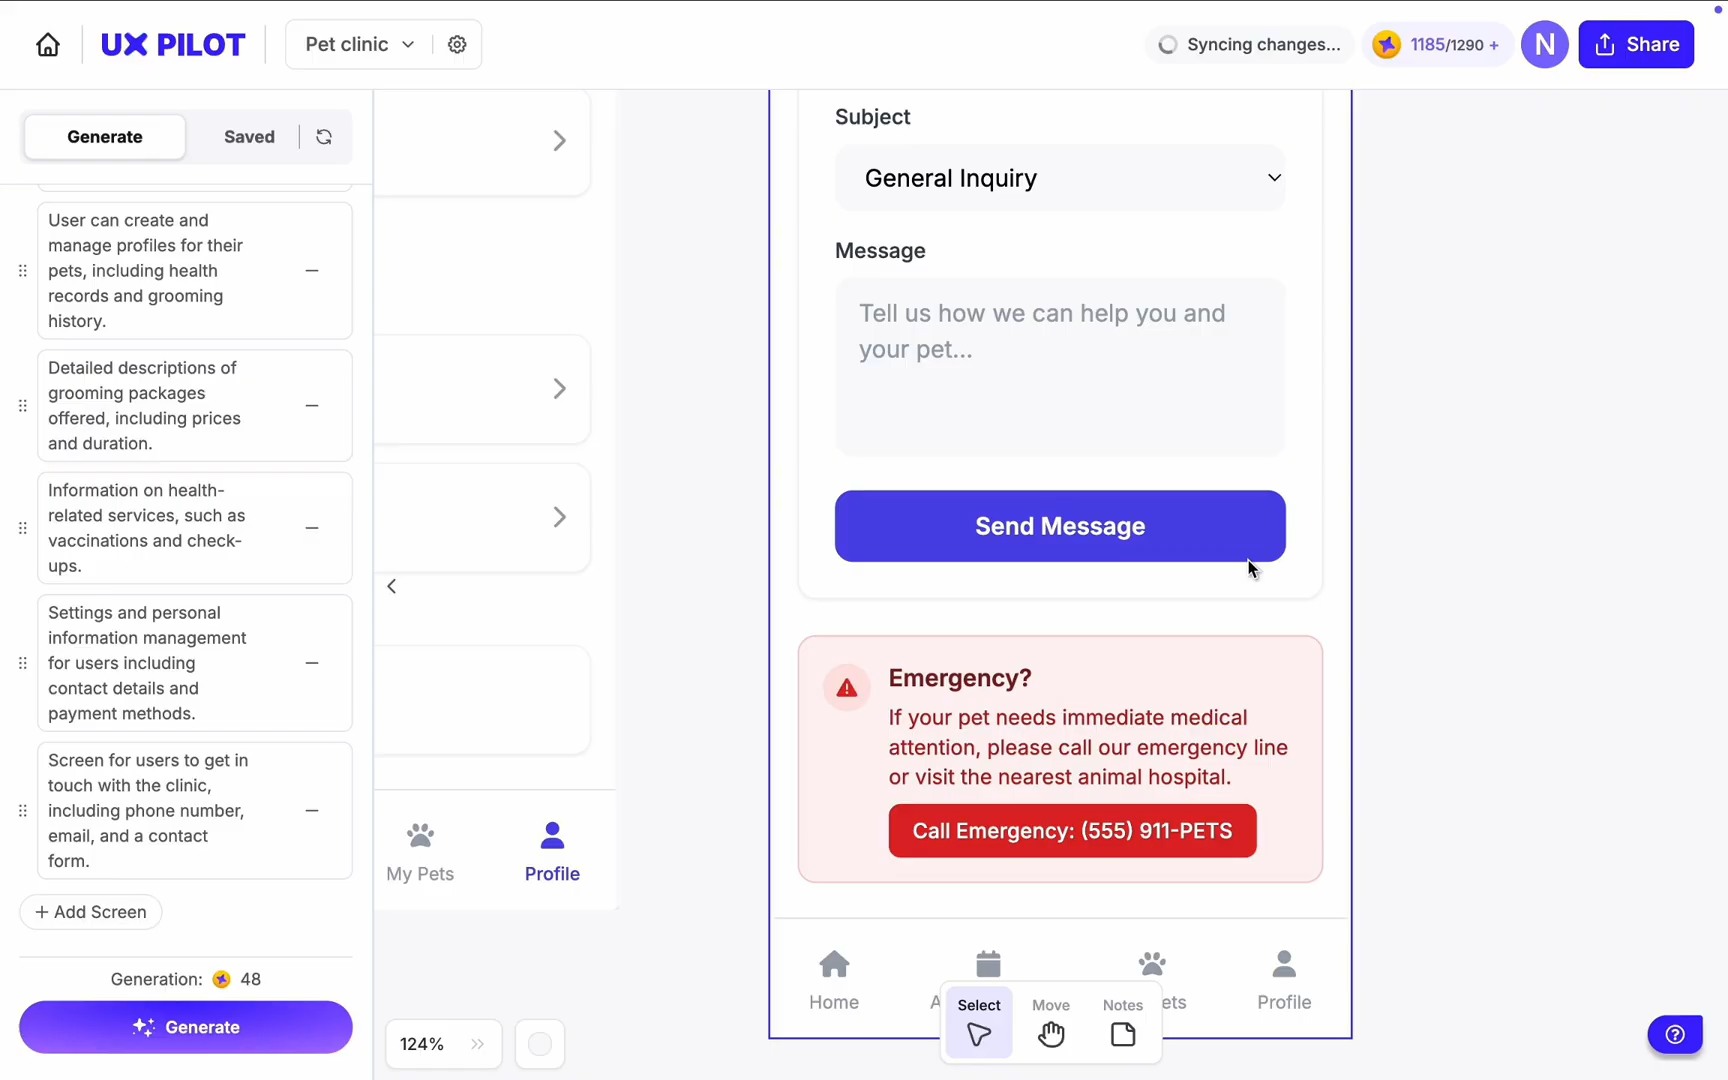 UX PILOT
Pet clinic
Syncing changes...
1185/1290 +
N
Share
Generate
Saved
User can create and
manage profiles for their
pets, including health
records and grooming
history.
Detailed descriptions of
grooming packages
offered, including prices
and duration.
Information on health-
related services, such as
vaccinations and check-
ups.
Settings and personal
information management
for users including
contact details and
payment methods.
Screen for users to get in
touch with the clinic,
including phone number,
email, and a contact
form.
+ Add Screen
Generation: 48
Generate
My Pets
Profile
124%
Subject
General Inquiry
Message
Tell us how we can help you and
your pet...
Send Message
Emergency?
If your pet needs immediate medical
attention, please call our emergency line
or visit the nearest animal hospital.
Call Emergency: (555) 911-PETS
Home
A
ets
Profile
Select
Move
Notes